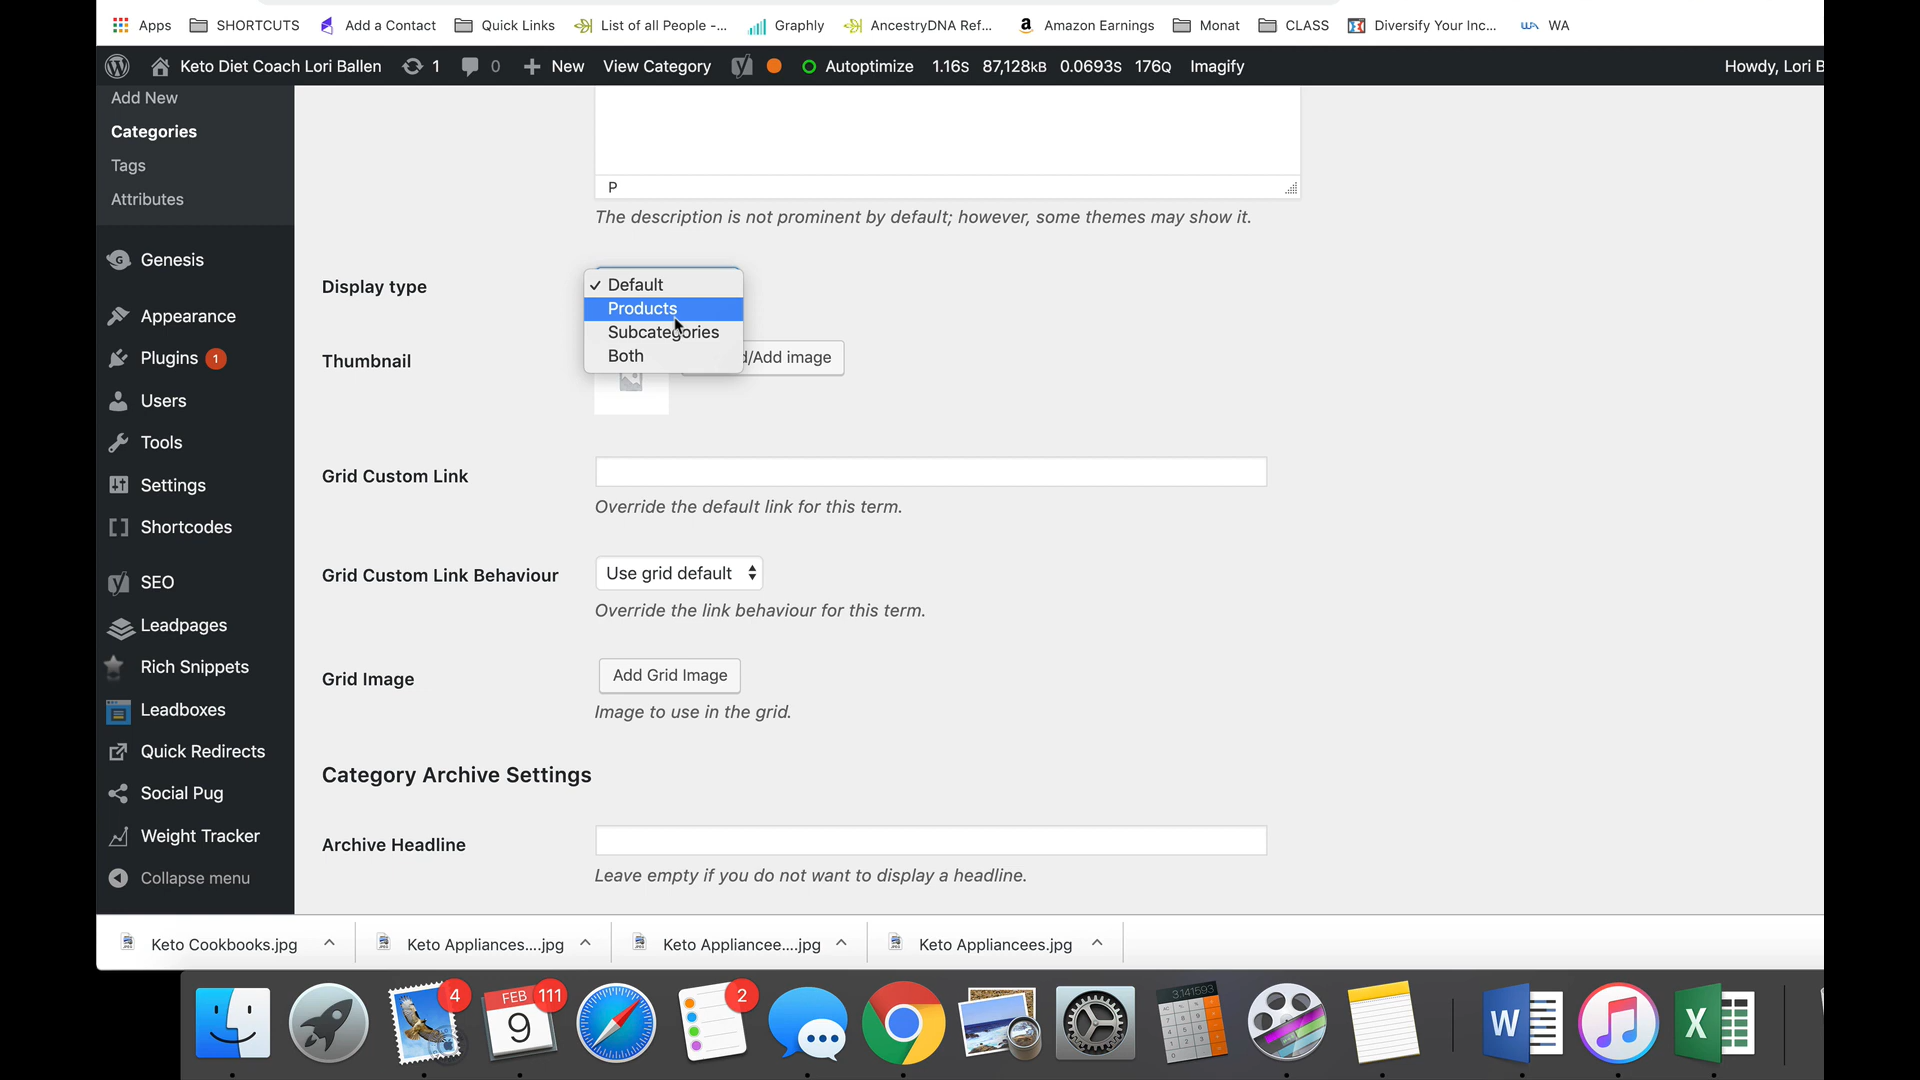 Apps
SHORTCUTS
Add a Contact
Quick Links
List of all People -...
Graphly
AncestryDNA Ref...
Amazon Earnings
Monat
CLASS
Diversify Your Inc...
WA
Keto Diet Coach Lori Ballen
1
0
New
View Category
Autoptimize
1.16s 87,128kB 0.0693s 176Q
Imagify
Howdy, Lori B
Add New
Categories
Tags
Attributes
Genesis
Appearance
Plugins 1
Users
Tools
Settings
Shortcodes
SEO
Leadpages
Rich Snippets
Leadboxes
Quick Redirects
Social Pug
Weight Tracker
Collapse menu
P
The description is not prominent by default; however, some themes may show it.
Display type
✓ Default
Products
Subcategories
Both
Thumbnail
d/Add image
Grid Custom Link
Override the default link for this term.
Grid Custom Link Behaviour
Use grid default
Override the link behaviour for this term.
Grid Image
Add Grid Image
Image to use in the grid.
Category Archive Settings
Archive Headline
Leave empty if you do not want to display a headline.
Keto Cookbooks.jpg
Keto Appliances....jpg
Keto Appliancee....jpg
Keto Appliancees.jpg
4
FEB
111
9
2
3.141593
W
X